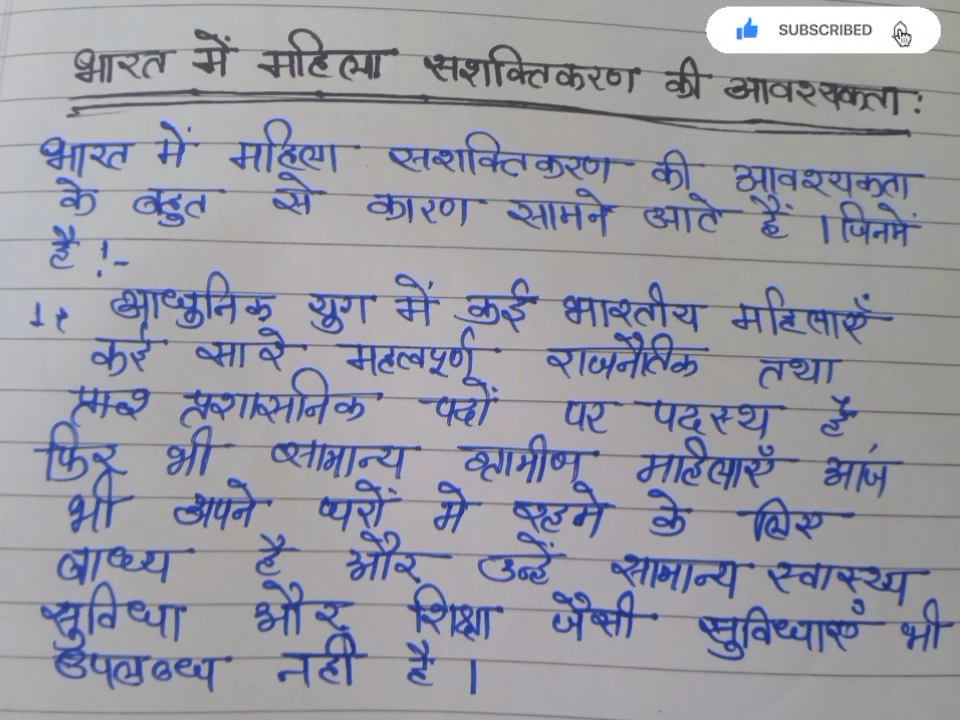 SUBSCRIBED
भारत में महिला सशक्तिकरण की आवश्यकता:
भारत में महिला सशक्तिकरण की आवश्यकता
के बहुत से कारण सामने आते हैं । जिनमें
है !-
1. आधुनिक युग में कई भारतीय महिलाएँ
कई सारे महत्वपूर्ण राजनैतिक तथा
प्रशासनिक पदों पर पदस्थ है
फिर भी सामान्य ग्रामीण महिलाएँ आज
भी अपने घरों मे रहने के लिए
बाध्य है और उन्हें सामान्य स्वास्थ्य
सुविधा और शिक्षा जैसी सुविधाएँ भी
उपलब्ध नही है ।